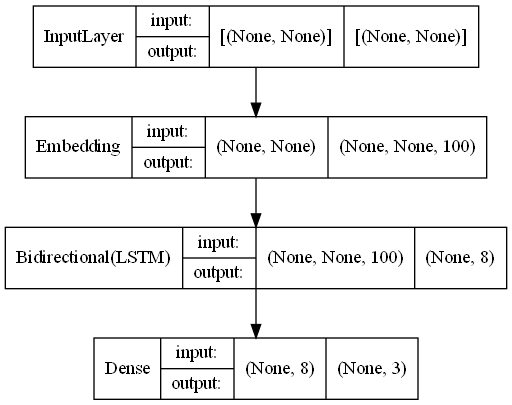 InputLayer input: output: [(None, None)] [(None, None)]
Embedding input: output: (None, None) (None, None, 100)
Bidirectional(LSTM) input: output: (None, None, 100) (None, 8)
Dense input: output: (None, 8) (None, 3)